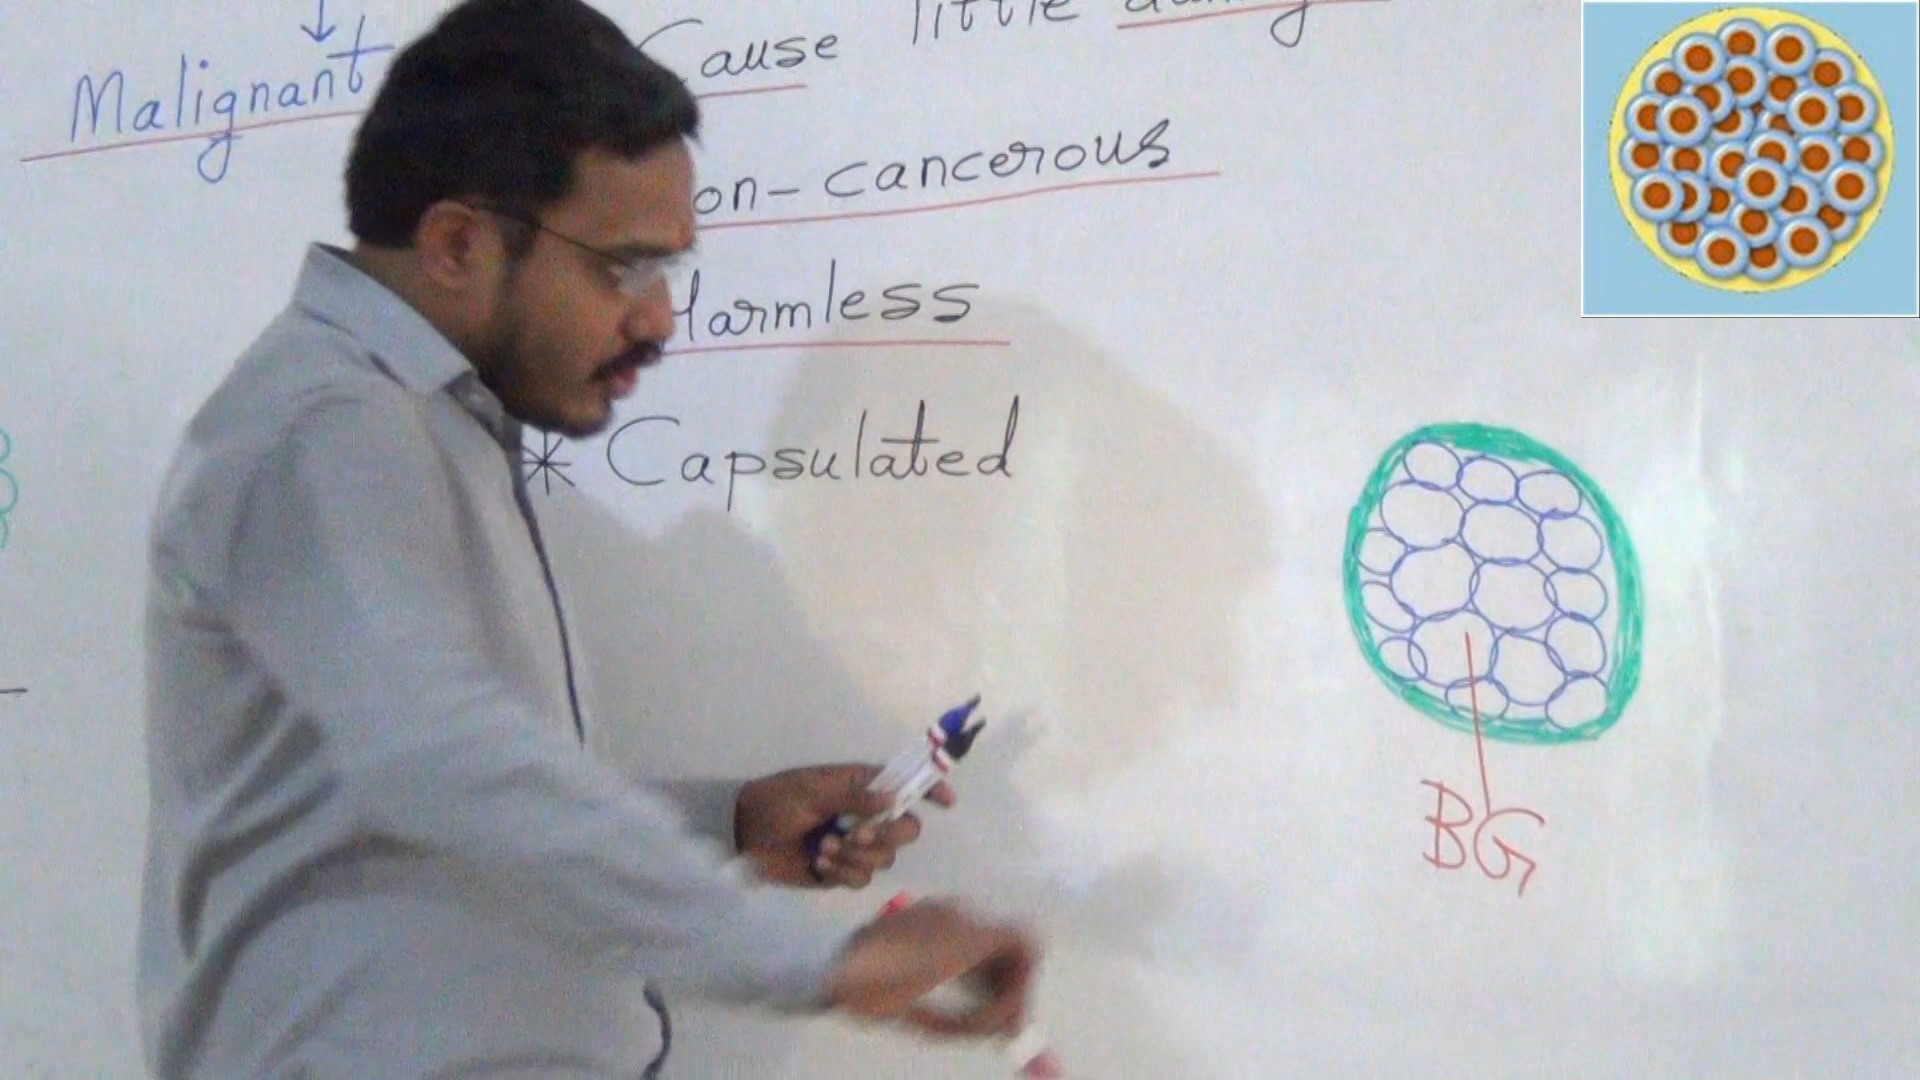 Malignant
Cause little
on-cancerous
armless
* Capsulated
BG